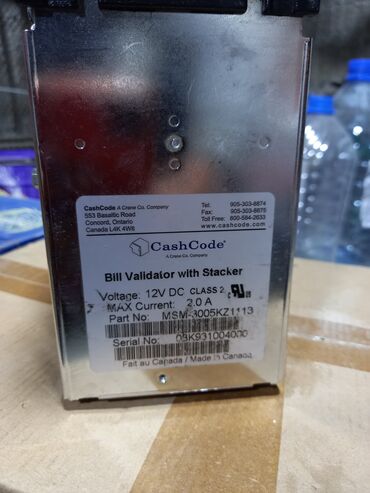 CashCode A Crane Co. Company
553 Basaltic Road
Concord, Ontario
Canada L4K 4W8
Tel: 905-303-8874
Fax: 905-303-8875
Toll Free: 800-584-2633
www.cashcode.com
CashCode®
A Crane Co. Company
Bill Validator with Stacker
Voltage: 12V DC CLASS 2
MAX Current: 2.0 A
Part No: MSM-3005KZ1113
Serial No: 08K931004000
Fait au Canada / Made in Canada